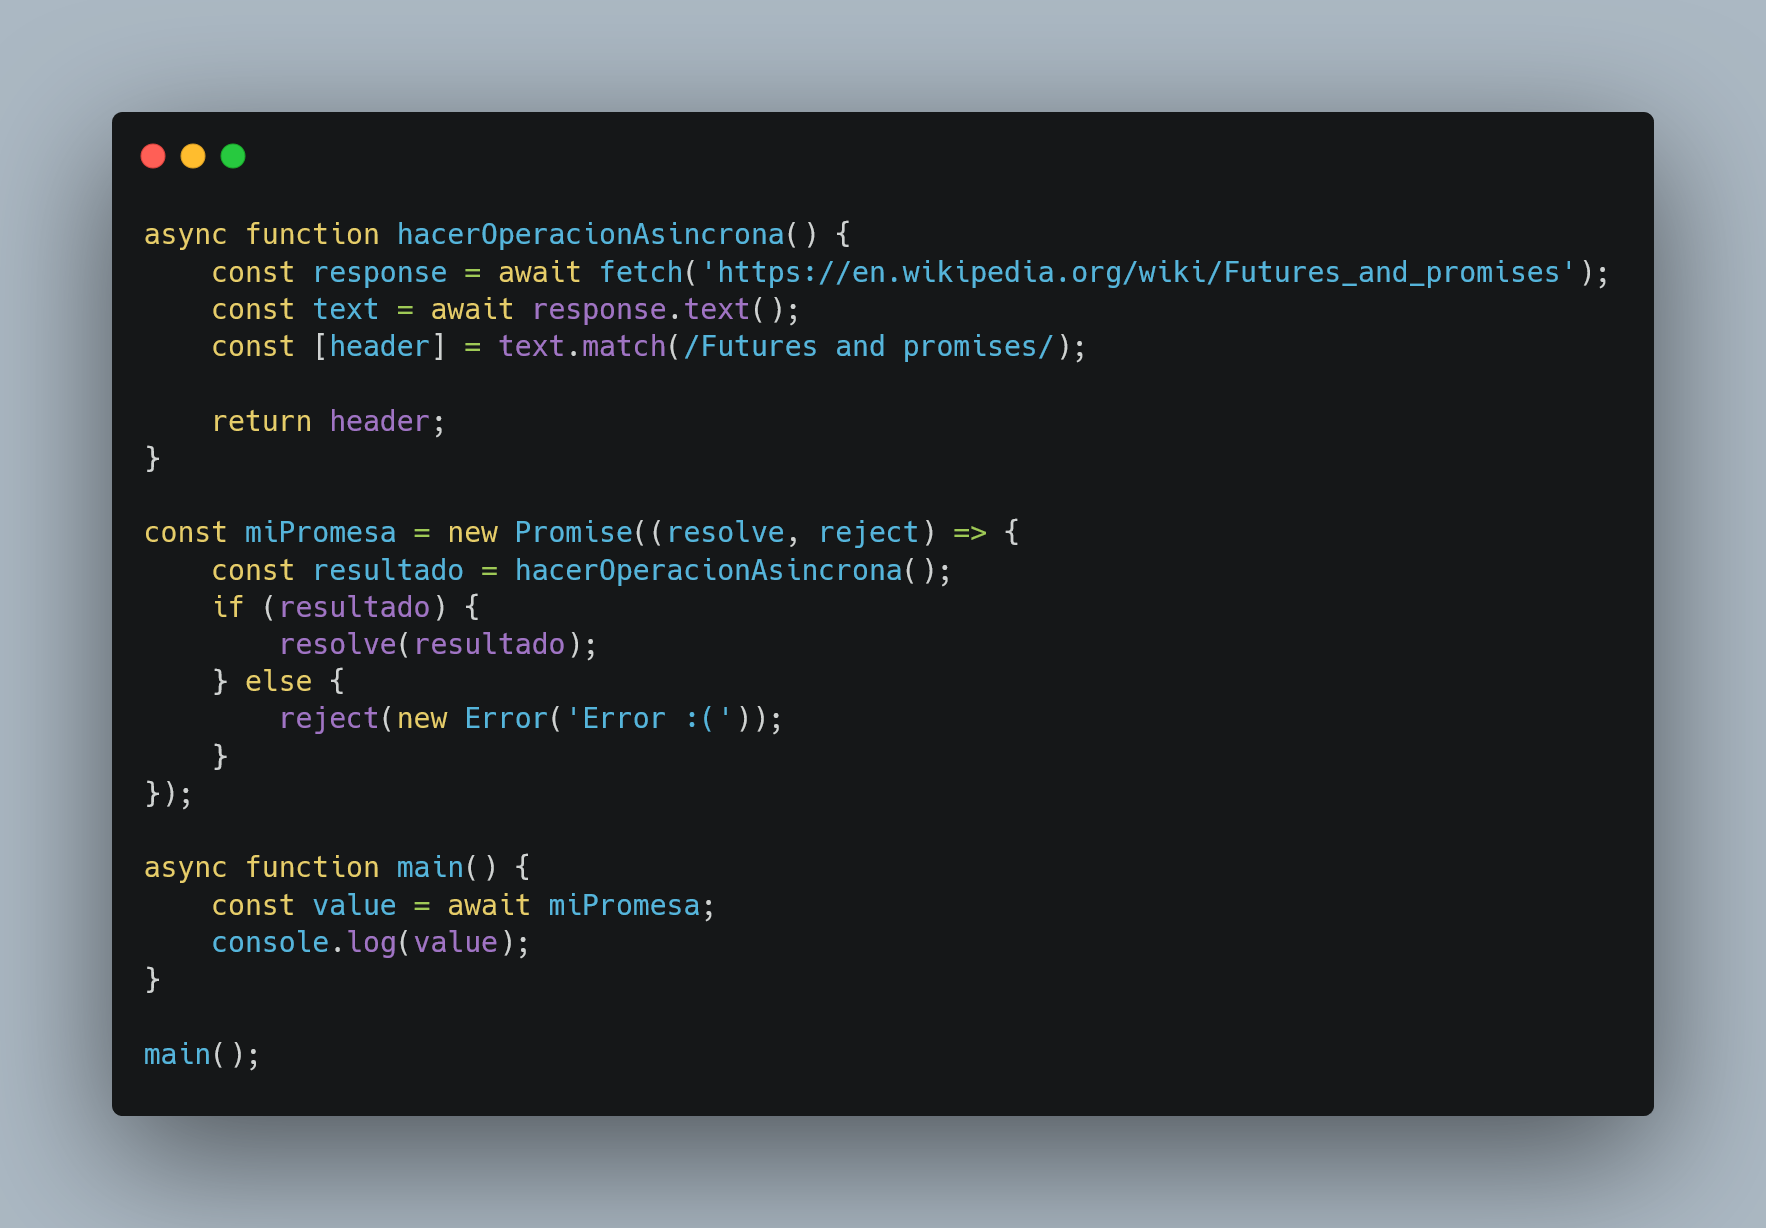 async function hacerOperacionAsincrona() {
    const response = await fetch('https://en.wikipedia.org/wiki/Futures_and_promises');
    const text = await response.text();
    const [header] = text.match(/Futures and promises/);

    return header;
}

const miPromesa = new Promise((resolve, reject) => {
    const resultado = hacerOperacionAsincrona();
    if (resultado) {
        resolve(resultado);
    } else {
        reject(new Error('Error :('));
    }
});

async function main() {
    const value = await miPromesa;
    console.log(value);
}

main();